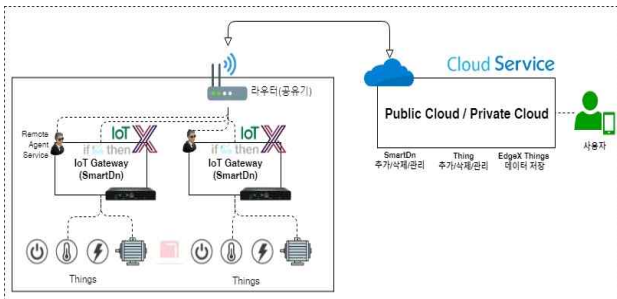 Cloud Service
라우터(공유기)
Public Cloud / Private Cloud
사용자
Remote
Agent
Service
IoT X
if then
IoT Gateway
(SmartDn)
IoT X
if then
IoT Gateway
(SmartDn)
SmartDn
추가/삭제/관리
Thing
추가/삭제/관리
EdgeX Things
데이터 저장
Things
Things